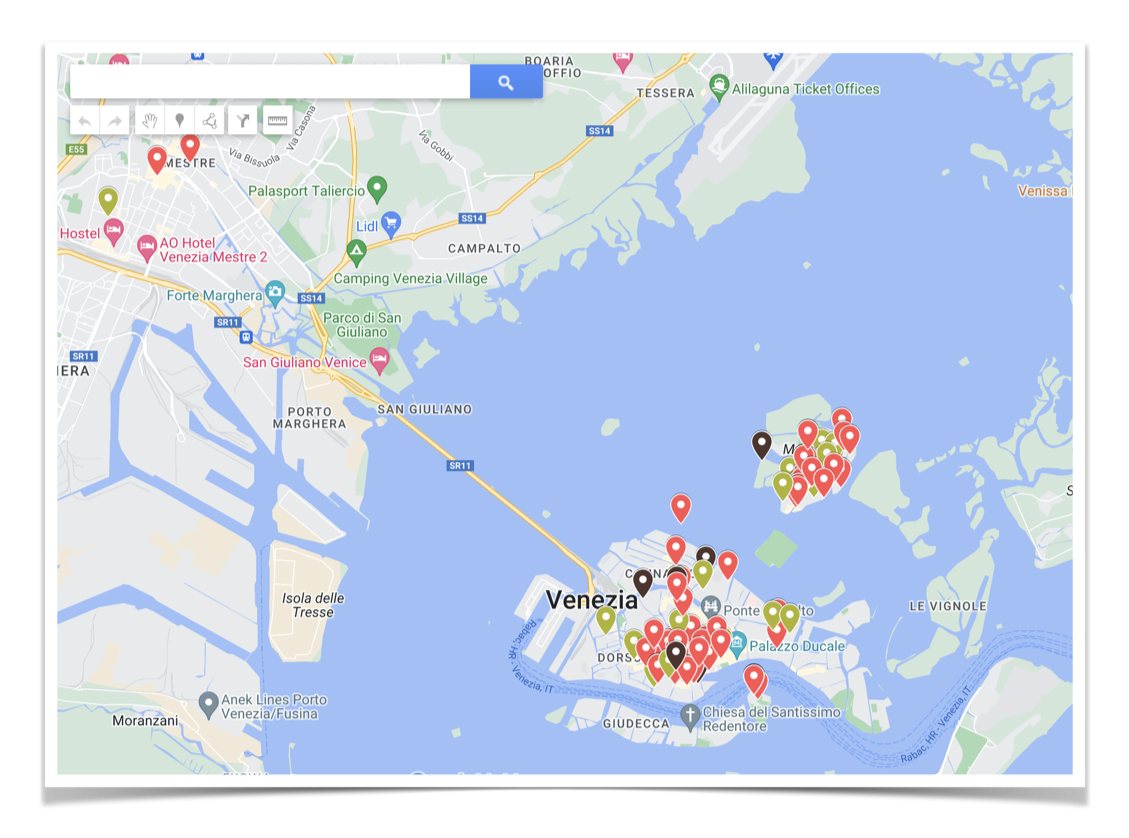 BOARIA
OFFIO
TESSERA
Alilaguna Ticket Offices
SS14
Via Casona
Via Gobbi
E55
Via Bissuola
MESTRE
Palasport Taliercio
Venissa
Lidl
SS14
Hostel
AO Hotel
Venezia Mestre 2
CAMPALTO
Camping Venezia Village
Forte Marghera
SS14
SR11
Parco di San
Giuliano
SR11
San Giuliano Venice
IERA
PORTO
MARGHERA
SAN GIULIANO
M
SR11
S
Venezia
Isola delle
Tresse
Ponte
lto
LE VIGNOLE
Palazzo Ducale
DORS
Rabac, HR - Venezia, IT
Anek Lines Porto
Venezia/Fusina
Moranzani
GIUDECCA
Chiesa del Santissimo
Redentore
Rabac, HR - Venezia, IT